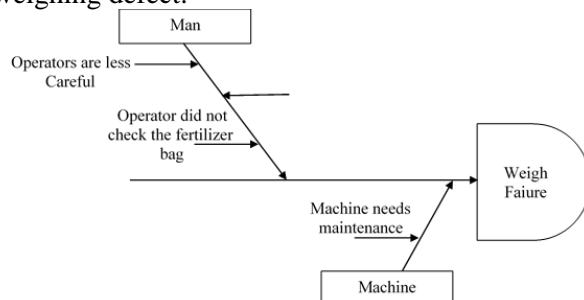 weighing defect.
Man
Operators are less
Careful
Operator did not
check the fertilizer
bag
Weigh
Faiure
Machine needs
maintenance
Machine